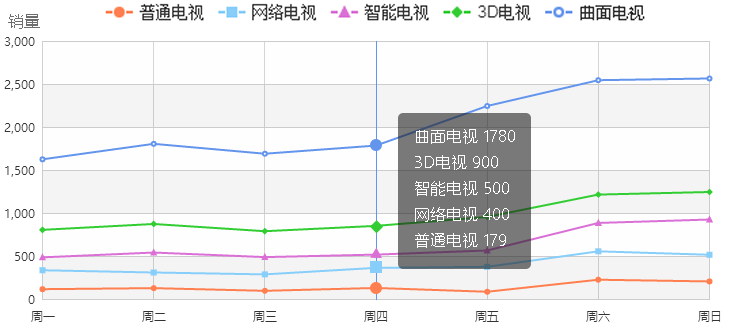 普通电视 网络电视 智能电视 3D电视 曲面电视
销量
3,000
2,500
2,000
1,500
1,000
500
0
曲面电视 1780
3D电视 900
智能电视 500
网络电视 400
普通电视 179
周一 周二 周三 周四 周五 周六 周日